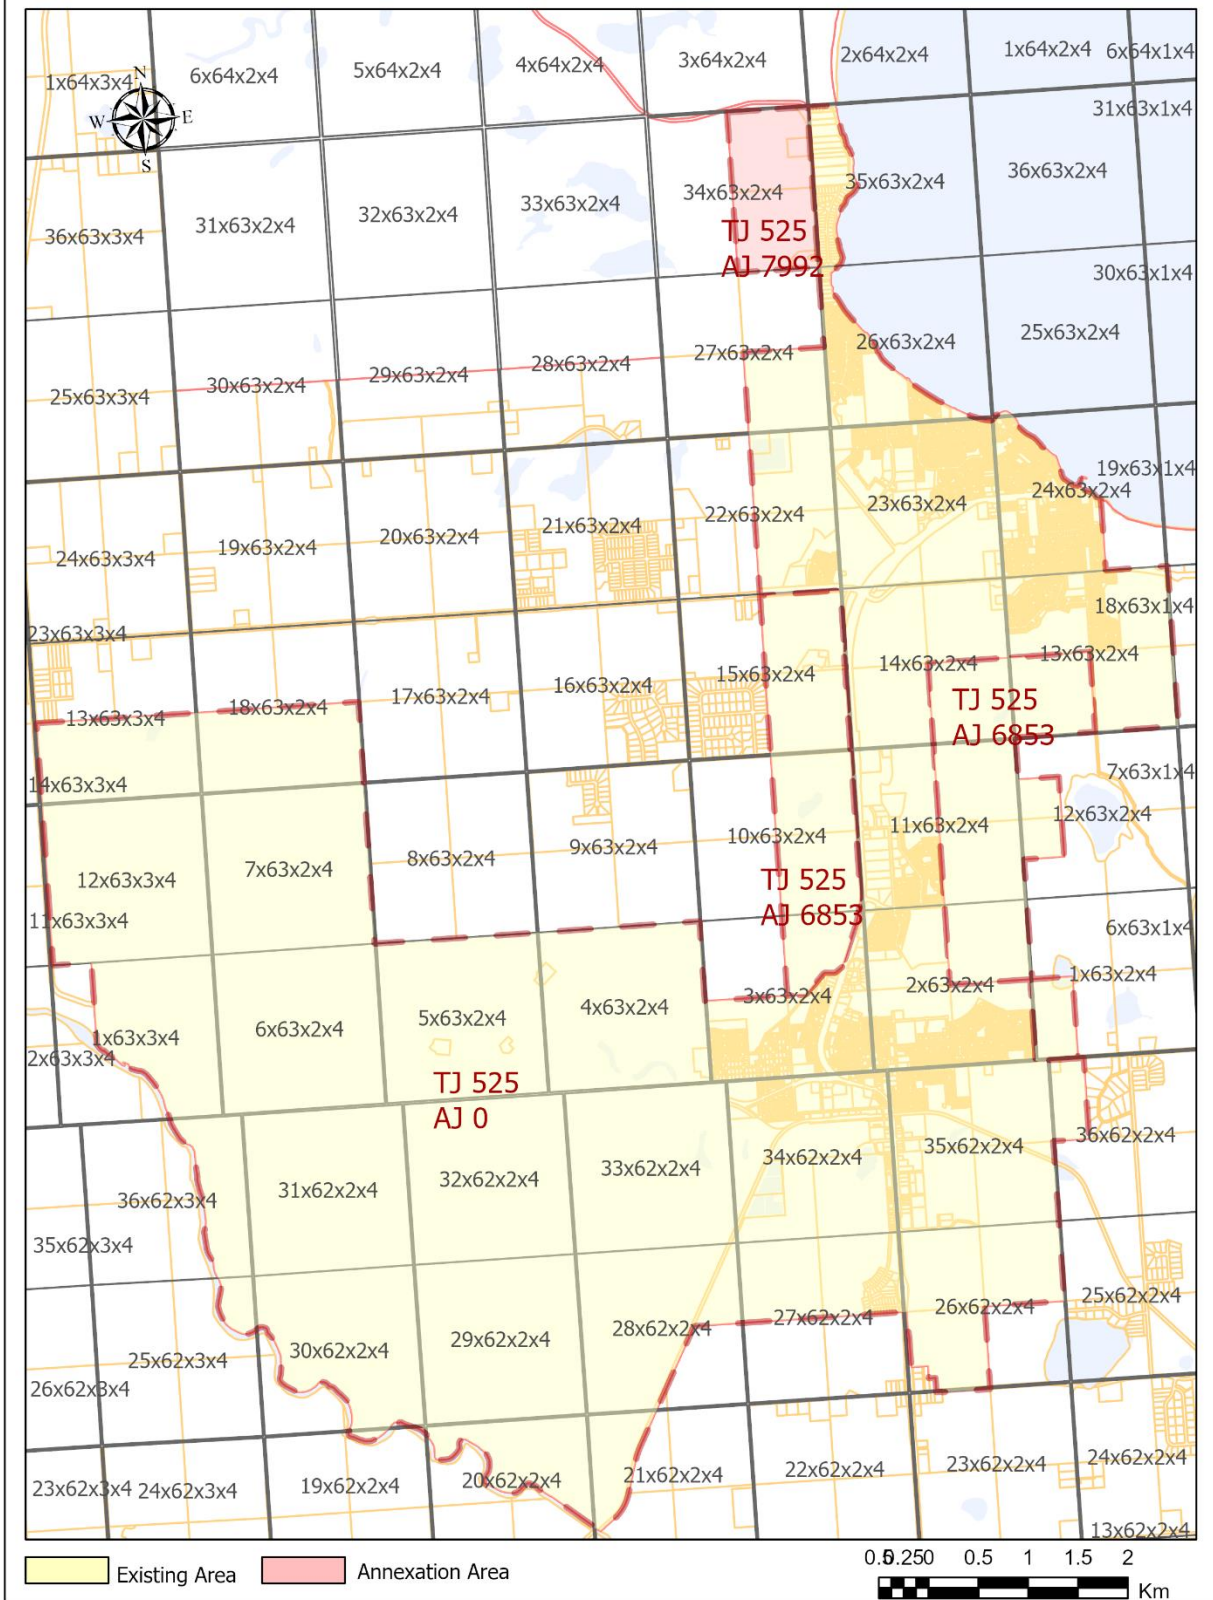 1x64x3x4
6x64x2x4
5x64x2x4
4x64x2x4
3x64x2x4
2x64x2x4
1x64x2x4
6x64x1x4
N
W
E
S
31x63x1x4
36x63x3x4
31x63x2x4
32x63x2x4
33x63x2x4
34x63x2x4
35x63x2x4
36x63x2x4
TJ 525
AJ 7992
30x63x1x4
25x63x3x4
30x63x2x4
29x63x2x4
28x63x2x4
27x63x2x4
26x63x2x4
25x63x2x4
19x63x1x4
24x63x3x4
19x63x2x4
20x63x2x4
21x63x2x4
22x63x2x4
23x63x2x4
24x63x2x4
23x63x3x4
18x63x1x4
13x63x3x4
18x63x2x4
17x63x2x4
16x63x2x4
15x63x2x4
14x63x2x4
13x63x2x4
TJ 525
AJ 6853
14x63x3x4
7x63x1x4
12x63x3x4
7x63x2x4
8x63x2x4
9x63x2x4
10x63x2x4
11x63x2x4
12x63x2x4
TJ 525
AJ 6853
11x63x3x4
6x63x1x4
1x63x3x4
6x63x2x4
5x63x2x4
4x63x2x4
3x63x2x4
2x63x2x4
1x63x2x4
2x63x3x4
TJ 525
AJ 0
36x62x3x4
31x62x2x4
32x62x2x4
33x62x2x4
34x62x2x4
35x62x2x4
36x62x2x4
35x62x3x4
25x62x3x4
30x62x2x4
29x62x2x4
28x62x2x4
27x62x2x4
26x62x2x4
25x62x2x4
26x62x3x4
23x62x3x4
24x62x3x4
19x62x2x4
20x62x2x4
21x62x2x4
22x62x2x4
23x62x2x4
24x62x2x4
13x62x2x4
Existing Area
Annexation Area
0.5 0.25 0 0.5 1 1.5 2
Km